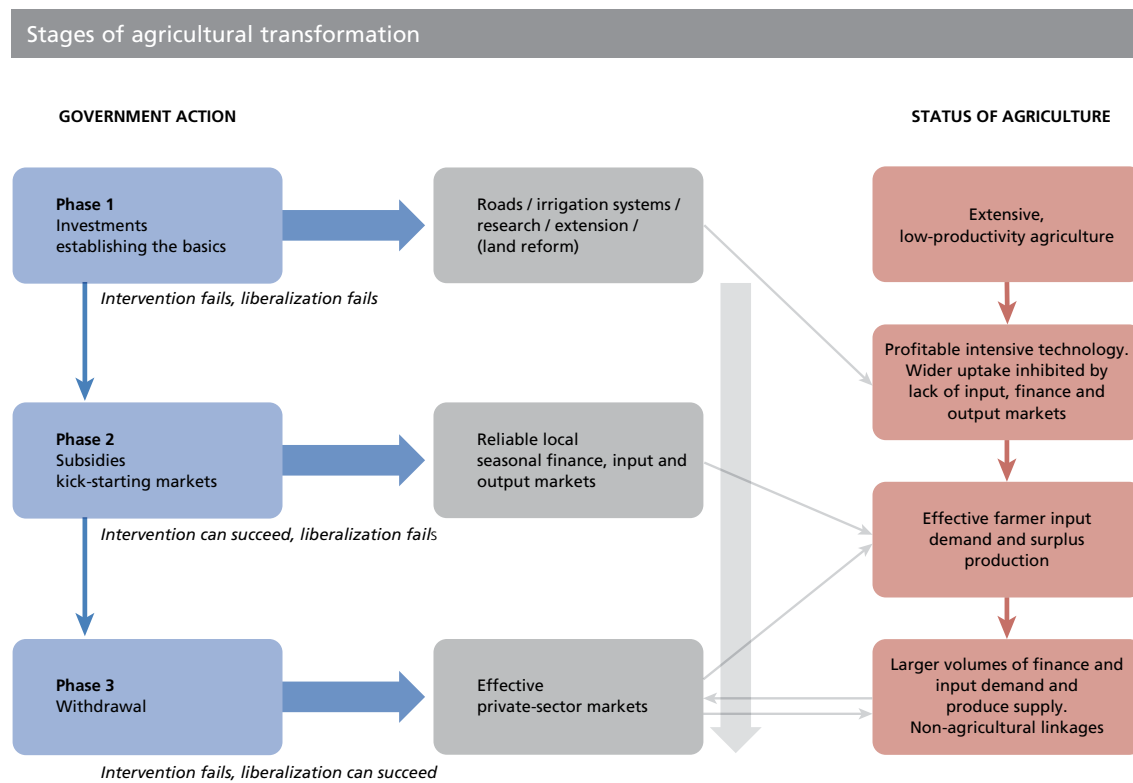 Stages of agricultural transformation
GOVERNMENT ACTION
STATUS OF AGRICULTURE
Phase 1
Investments
establishing the basics
Roads / irrigation systems /
research / extension /
(land reform)
Extensive,
low-productivity agriculture
Intervention fails, liberalization fails
Profitable intensive technology.
Wider uptake inhibited by
lack of input, finance and
output markets
Phase 2
Subsidies
kick-starting markets
Reliable local
seasonal finance, input and
output markets
Effective farmer input
demand and surplus
production
Intervention can succeed, liberalization fails
Phase 3
Withdrawal
Effective
private-sector markets
Larger volumes of finance and
input demand and
produce supply.
Non-agricultural linkages
Intervention fails, liberalization can succeed